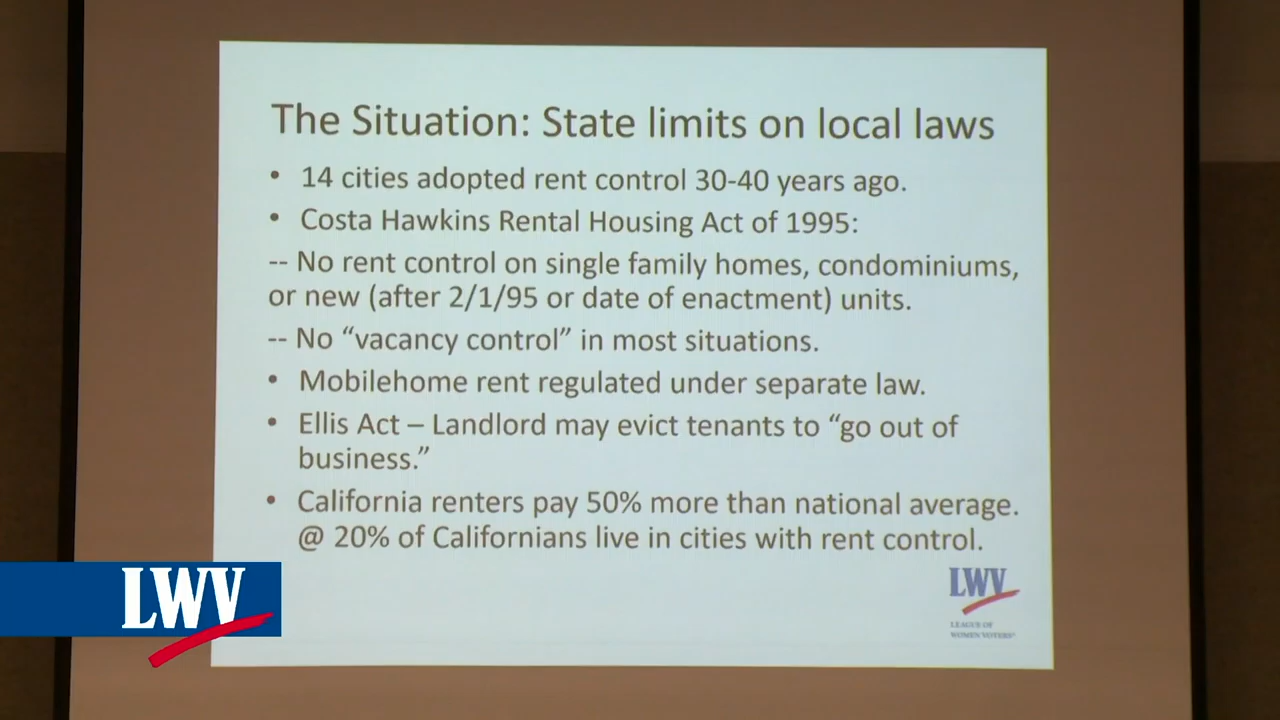 The Situation: State limits on local laws
• 14 cities adopted rent control 30-40 years ago.
• Costa Hawkins Rental Housing Act of 1995:
-- No rent control on single family homes, condominiums,
or new (after 2/1/95 or date of enactment) units.
-- No “vacancy control” in most situations.
• Mobilehome rent regulated under separate law.
• Ellis Act – Landlord may evict tenants to “go out of
business.”
• California renters pay 50% more than national average.
@ 20% of Californians live in cities with rent control.
LWV
LEAGUE OF
WOMEN VOTERS®
LWV